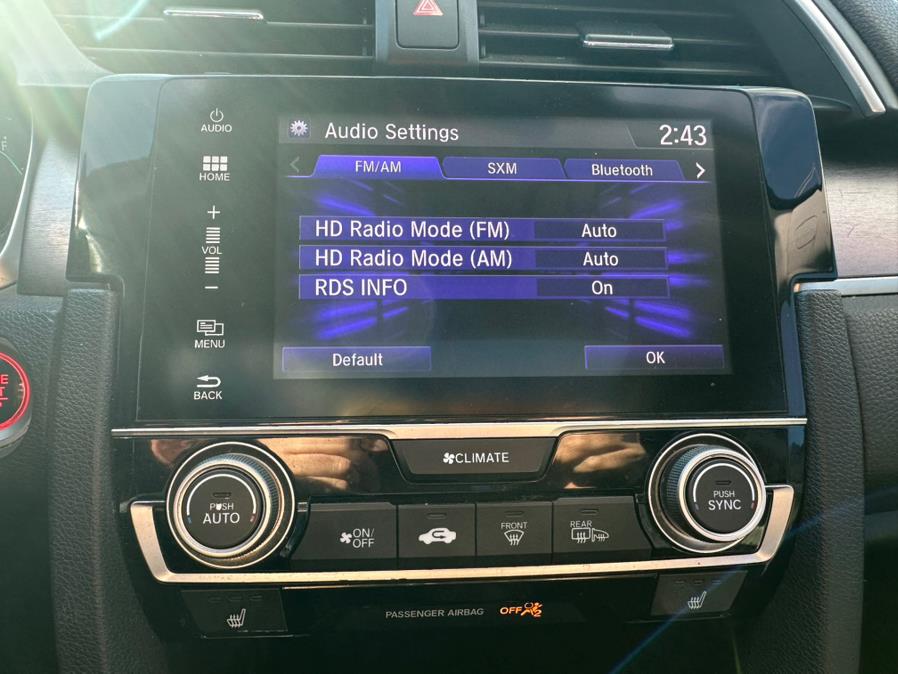 AUDIO
Audio Settings
2:43
HOME
FM/AM SXM Bluetooth
VOL
HD Radio Mode (FM) Auto
HD Radio Mode (AM) Auto
RDS INFO On
MENU
Default OK
BACK
CLIMATE
PUSH
AUTO
ON/
OFF
FRONT
REAR
PUSH
SYNC
PASSENGER AIRBAG OFF 2